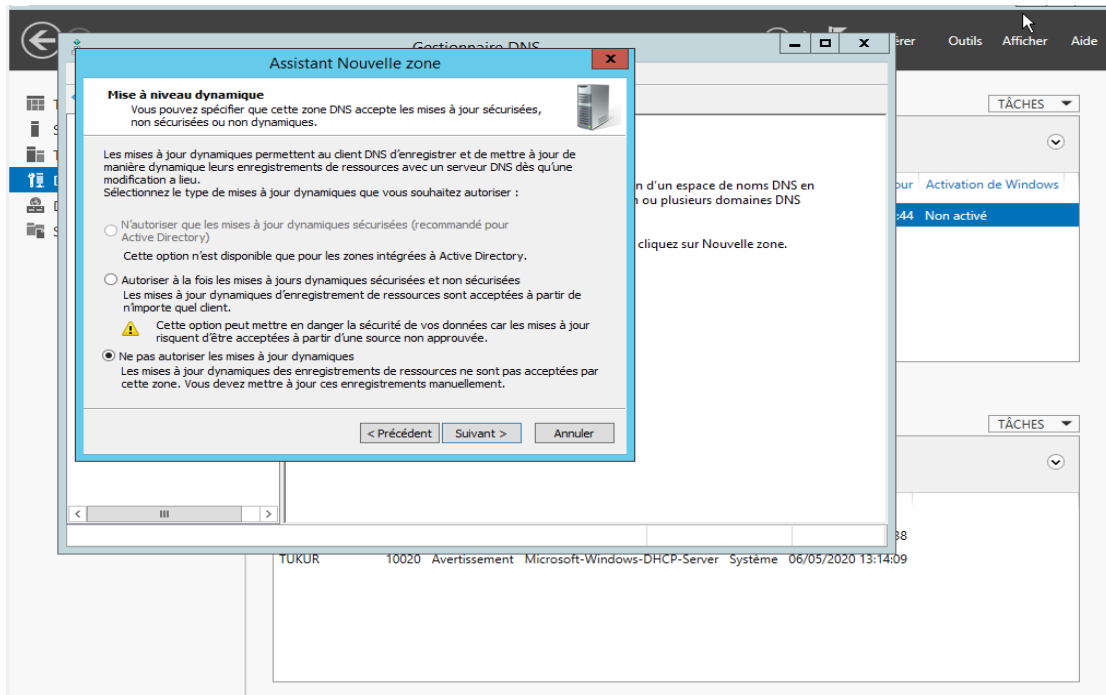 Gestionnaire DNS
Outils Afficher Aide
Assistant Nouvelle zone
x
Mise à niveau dynamique
Vous pouvez spécifier que cette zone DNS accepte les mises à jour sécurisées,
non sécurisées ou non dynamiques.
Les mises à jour dynamiques permettent au client DNS d'enregistrer et de mettre à jour de
manière dynamique leurs enregistrements de ressources avec un serveur DNS dès qu'une
modification a lieu.
Sélectionnez le type de mises à jour dynamiques que vous souhaitez autoriser :
N'autoriser que les mises à jour dynamiques sécurisées (recommandé pour
Active Directory)
Cette option n'est disponible que pour les zones intégrées à Active Directory.
Autoriser à la fois les mises à jours dynamiques sécurisées et non sécurisées
Les mises à jour dynamiques d'enregistrement de ressources sont acceptées à partir de
n'importe quel client.
Cette option peut mettre en danger la sécurité de vos données car les mises à jour
risquent d'être acceptées à partir d'une source non approuvée.
Ne pas autoriser les mises à jour dynamiques
Les mises à jour dynamiques des enregistrements de ressources ne sont pas acceptées par
cette zone. Vous devez mettre à jour ces enregistrements manuellement.
< Précédent Suivant > Annuler
n d'un espace de noms DNS en
ou plusieurs domaines DNS
cliquez sur Nouvelle zone.
TÂCHES
our Activation de Windows
:44 Non activé
TÂCHES
38
TUKUR 10020 Avertissement Microsoft-Windows-DHCP-Server Système 06/05/2020 13:14:09